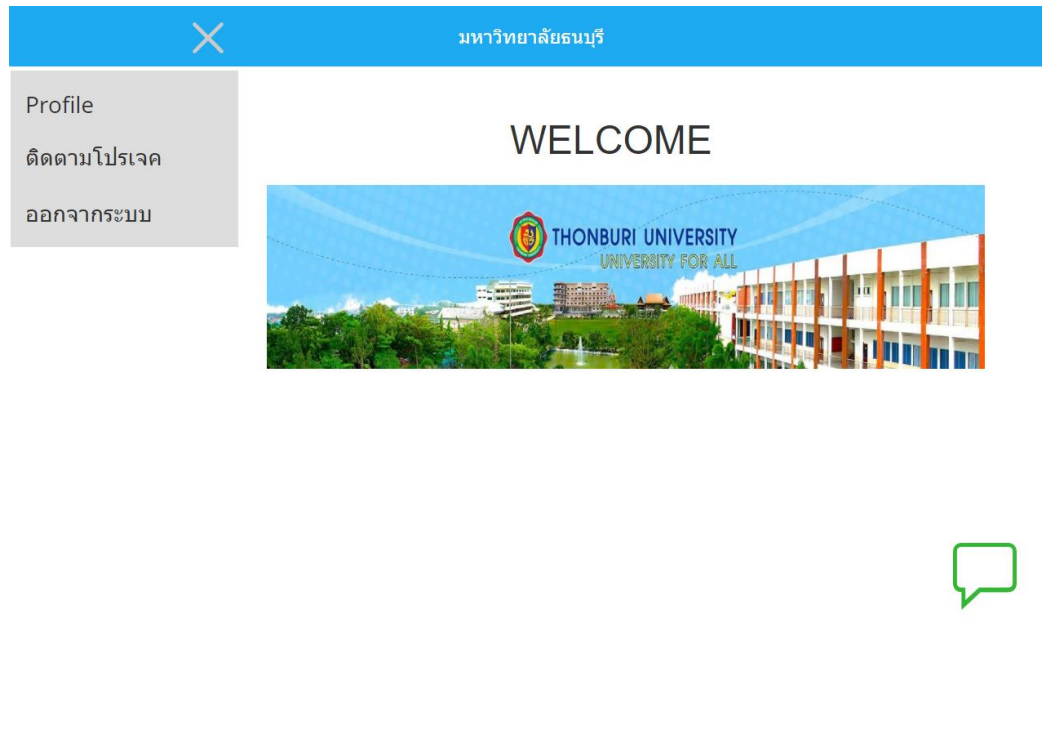 มหาวิทยาลัยธนบุรี
Profile
ติดตามโปรเจค
ออกจากระบบ
WELCOME
THONBURI UNIVERSITY
UNIVERSITY FOR ALL